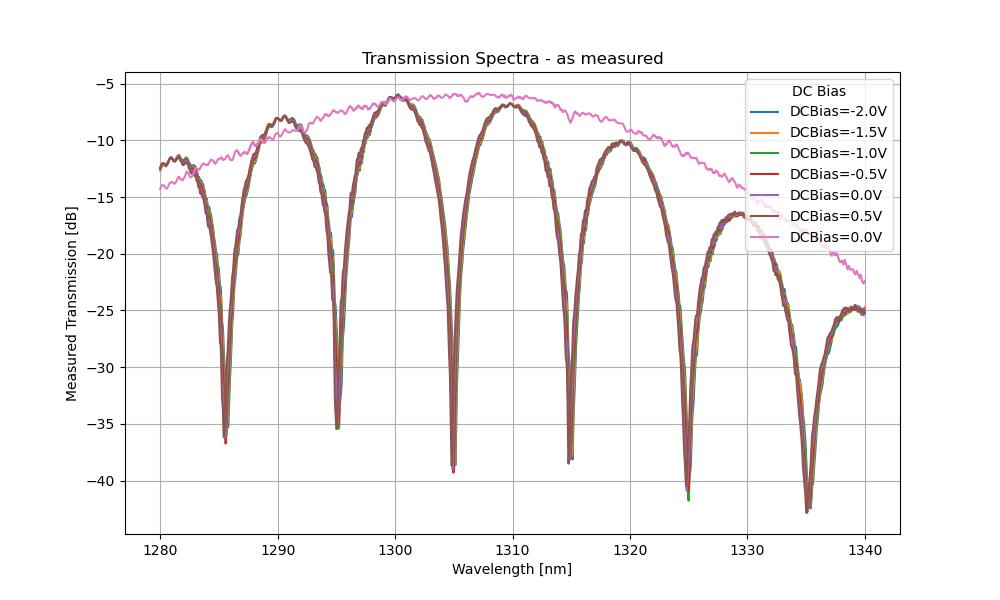 Transmission Spectra - as measured
Measured Transmission [dB]
−5
−10
−15
−20
−25
−30
−35
−40
DC Bias
DCBias=-2.0V
DCBias=-1.5V
DCBias=-1.0V
DCBias=-0.5V
DCBias=0.0V
DCBias=0.5V
DCBias=0.0V
1280 1290 1300 1310 1320 1330 1340
Wavelength [nm]